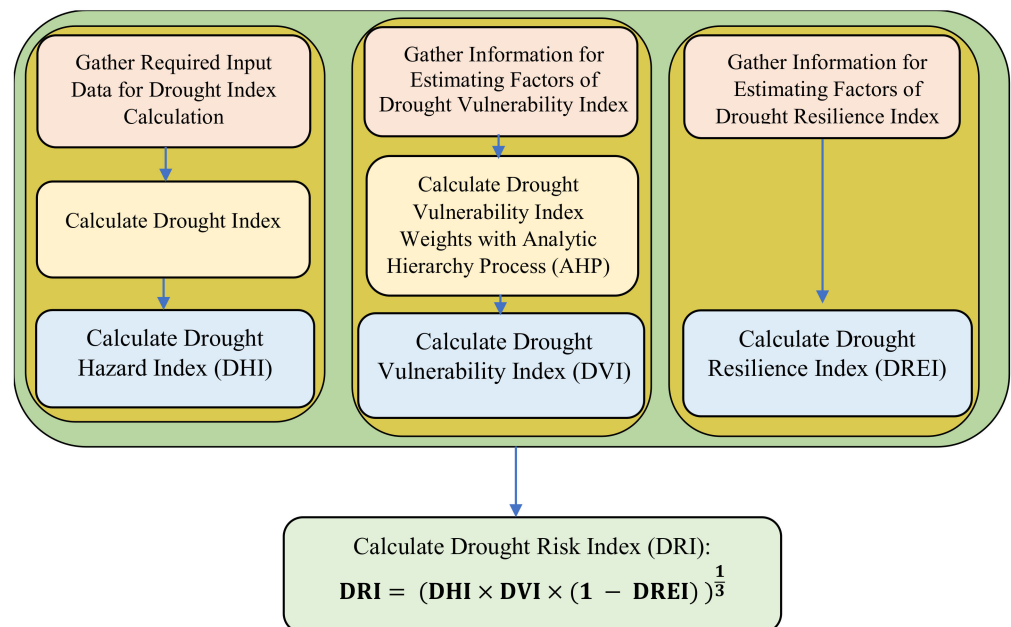 Gather Required Input
Data for Drought Index
Calculation
Calculate Drought Index
Calculate Drought
Hazard Index (DHI)
Gather Information for
Estimating Factors of
Drought Vulnerability Index
Calculate Drought
Vulnerability Index
Weights with Analytic
Hierarchy Process (AHP)
Calculate Drought
Vulnerability Index (DVI)
Gather Information for
Estimating Factors of
Drought Resilience Index
Calculate Drought
Resilience Index (DREI)
Calculate Drought Risk Index (DRI):
DRI = (DHI × DVI × (1 − DREI) )^(1/3)